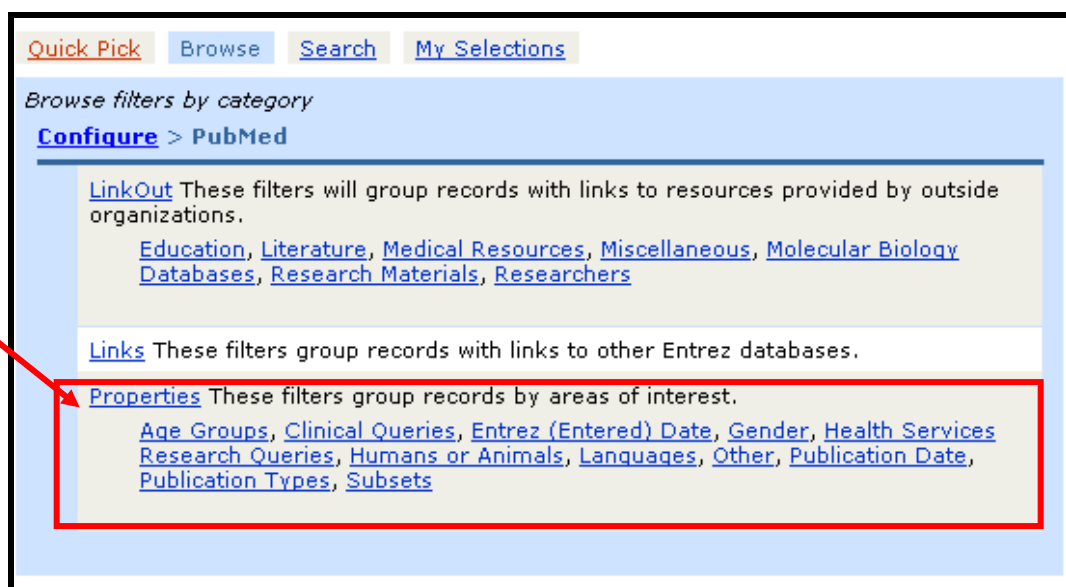 Quick Pick Browse Search My Selections
Browse filters by category
Configure > PubMed
LinkOut These filters will group records with links to resources provided by outside
organizations.
Education, Literature, Medical Resources, Miscellaneous, Molecular Biology
Databases, Research Materials, Researchers
Links These filters group records with links to other Entrez databases.
Properties These filters group records by areas of interest.
Age Groups, Clinical Queries, Entrez (Entered) Date, Gender, Health Services
Research Queries, Humans or Animals, Languages, Other, Publication Date,
Publication Types, Subsets